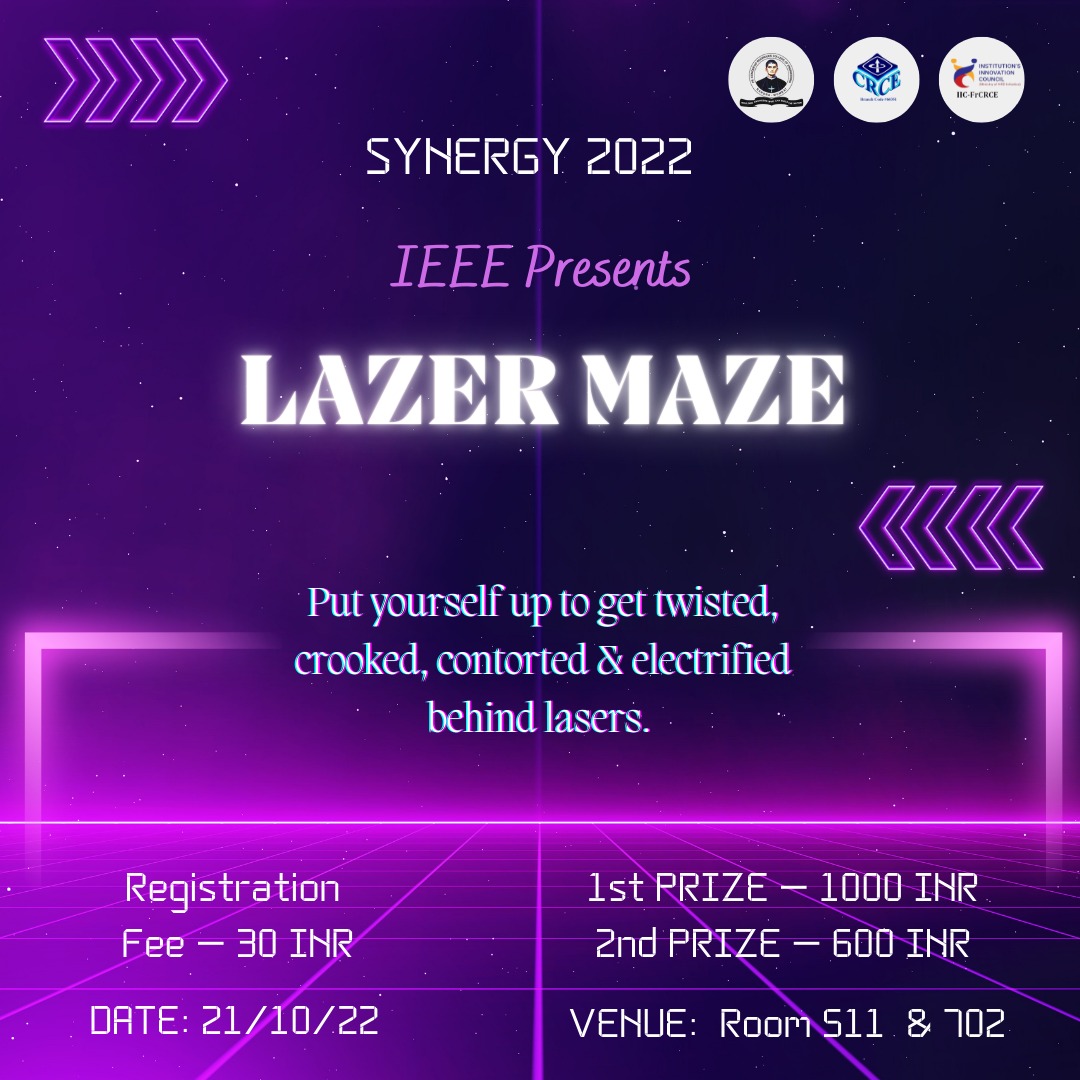 CRCE
INSTITUTION'S
INNOVATION
COUNCIL
IIC-FrCRCE
SYNERGY 2022
IEEE Presents
LAZER MAZE
Put yourself up to get twisted,
crooked, contorted & electrified
behind lasers.
Registration
Fee – 30 INR
1st PRIZE – 1000 INR
2nd PRIZE – 600 INR
DATE: 21/10/22
VENUE: Room 511 & 702